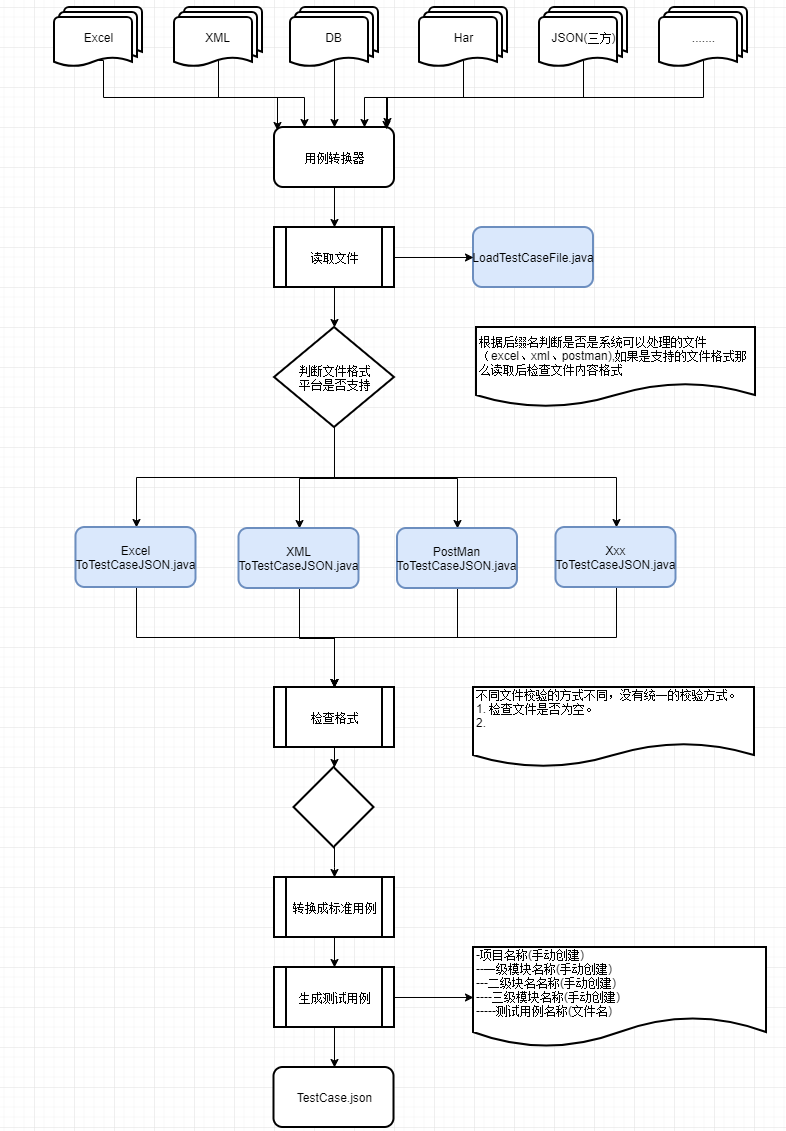 Excel
XML
DB
Har
JSON(三方)
.......
用例转换器
读取文件
LoadTestCaseFile.java
判断文件格式
平台是否支持
根据后缀名判断是否是系统可以处理的文件
（excel、xml、postman),如果是支持的文件格式那
么读取后检查文件内容格式
Excel
ToTestCaseJSON.java
XML
ToTestCaseJSON.java
PostMan
ToTestCaseJSON.java
Xxx
ToTestCaseJSON.java
检查格式
不同文件校验的方式不同，没有统一的校验方式。
1. 检查文件是否为空。
2.
转换成标准用例
生成测试用例
-项目名称(手动创建)
--一级模块名称(手动创建)
---二级块名名称(手动创建)
----三级模块名称(手动创建)
-----测试用例名称(文件名)
TestCase.json